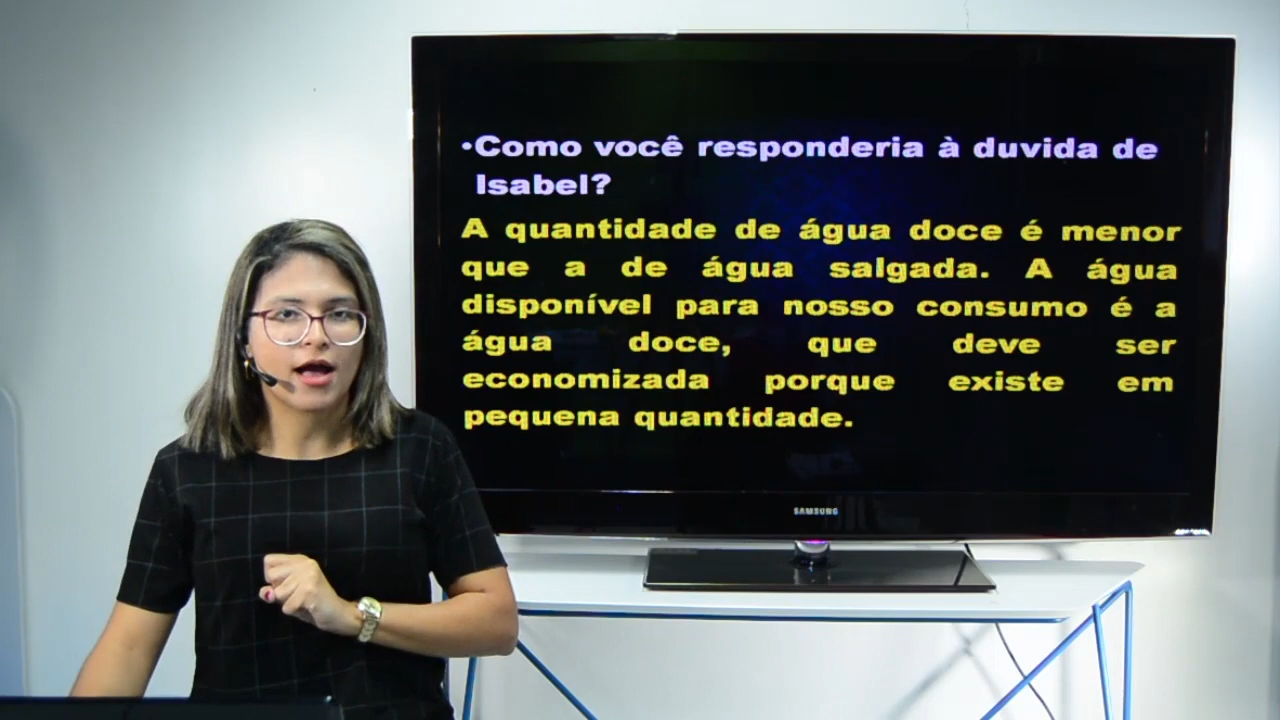 •Como você responderia à duvida de
Isabel?
A quantidade de água doce é menor
que a de água salgada. A água
disponível para nosso consumo é a
água doce, que deve ser
economizada porque existe em
pequena quantidade.
SAMSUNG